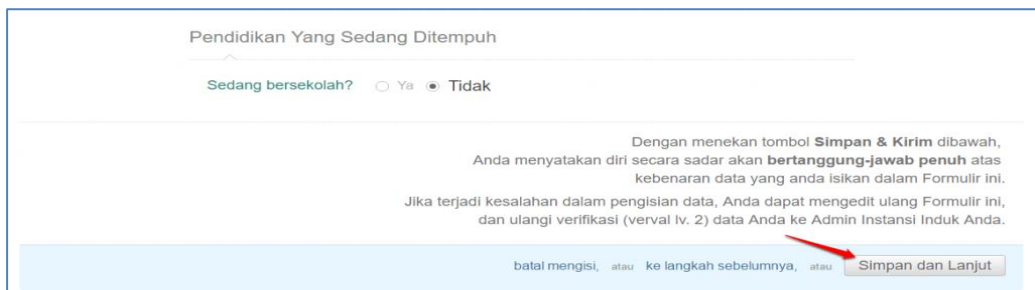 Pendidikan Yang Sedang Ditempuh
Sedang bersekolah? Ya Tidak
Dengan menekan tombol Simpan & Kirim dibawah,
Anda menyatakan diri secara sadar akan bertanggung-jawab penuh atas
kebenaran data yang anda isikan dalam Formulir ini.
Jika terjadi kesalahan dalam pengisian data, Anda dapat mengedit ulang Formulir ini,
dan ulangi verifikasi (verval lv. 2) data Anda ke Admin Instansi Induk Anda.
batal mengisi, atau ke langkah sebelumnya, atau Simpan dan Lanjut